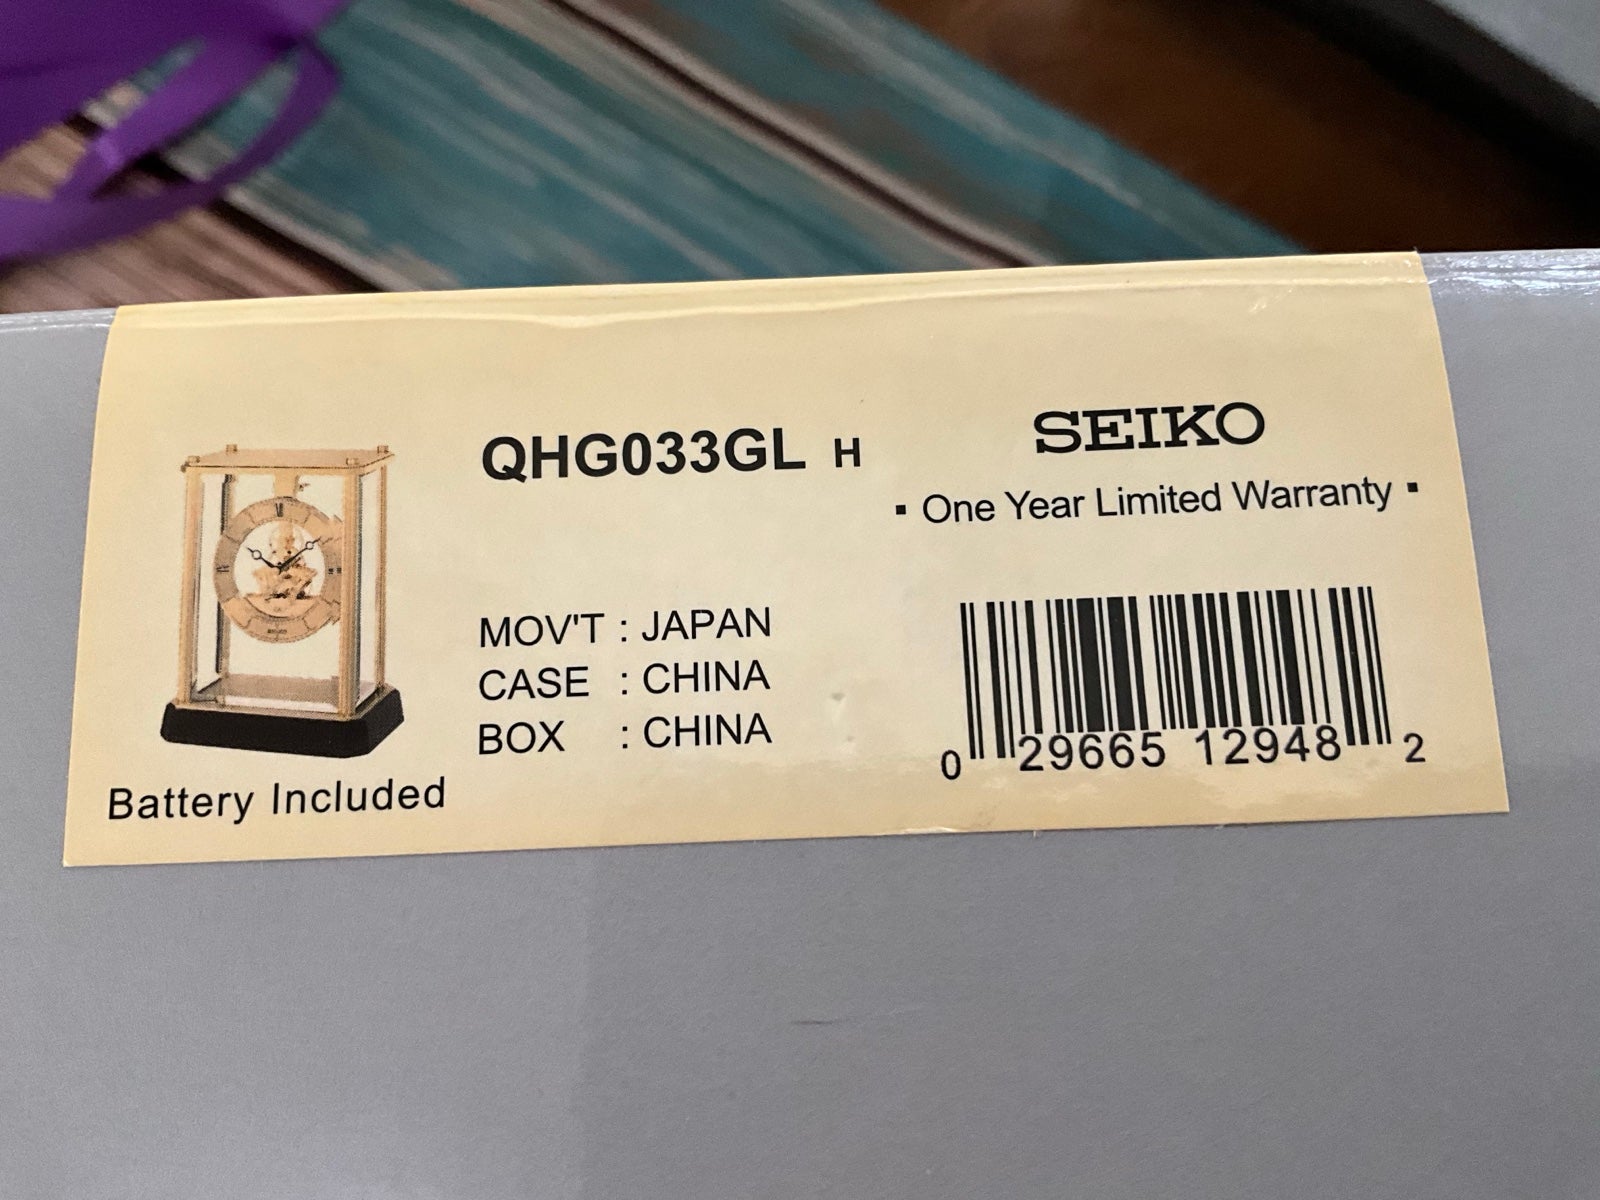 QHG033GL H
SEIKO
▪ One Year Limited Warranty ▪
MOV'T : JAPAN
CASE : CHINA
BOX : CHINA
Battery Included
0 29665 12948 2